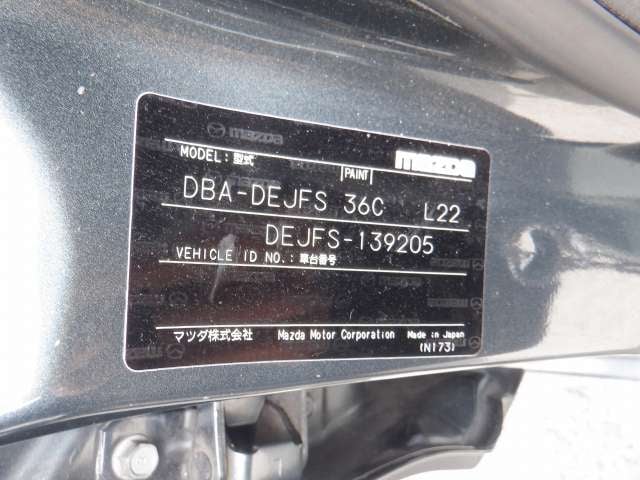 mazda
MODEL: 型式 PAINT mazda
DBA-DEJFS 36C L22
DEJFS-139205
VEHICLE ID NO.: 車台番号
マツダ株式会社 Mazda Motor Corporation Made in Japan
(N173)